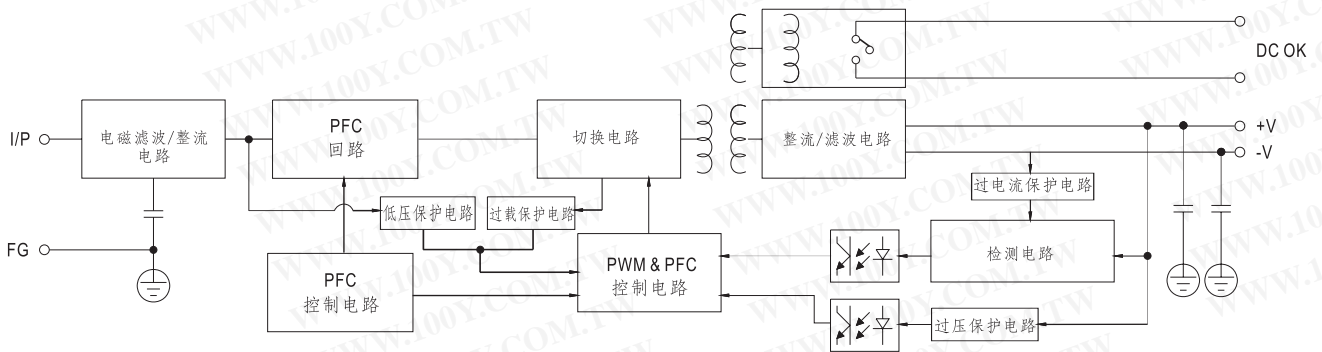 DC OK
I/P
电磁滤波/整流
电路
PFC
回路
切换电路
整流/滤波电路
+V
-V
过电流保护电路
低压保护电路
过载保护电路
FG
PFC
控制电路
PWM & PFC
控制电路
检测电路
过压保护电路
WWW.100Y.COM.TW